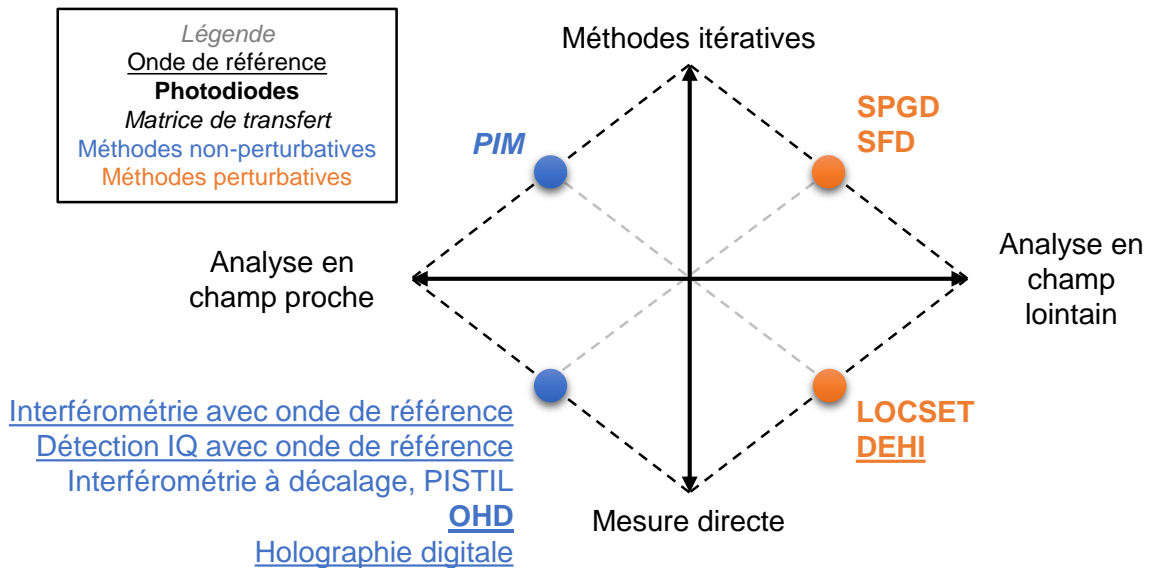 Légende
Onde de référence
Photodiodes
Matrice de transfert
Méthodes non-perturbatives
Méthodes perturbatives
Méthodes itératives
PIM
SPGD
SFD
Analyse en
champ proche
Analyse en
champ
lointain
Interférométrie avec onde de référence
Détection IQ avec onde de référence
Interférométrie à décalage, PISTIL
OHD
Holographie digitale
LOCSET
DEHI
Mesure directe